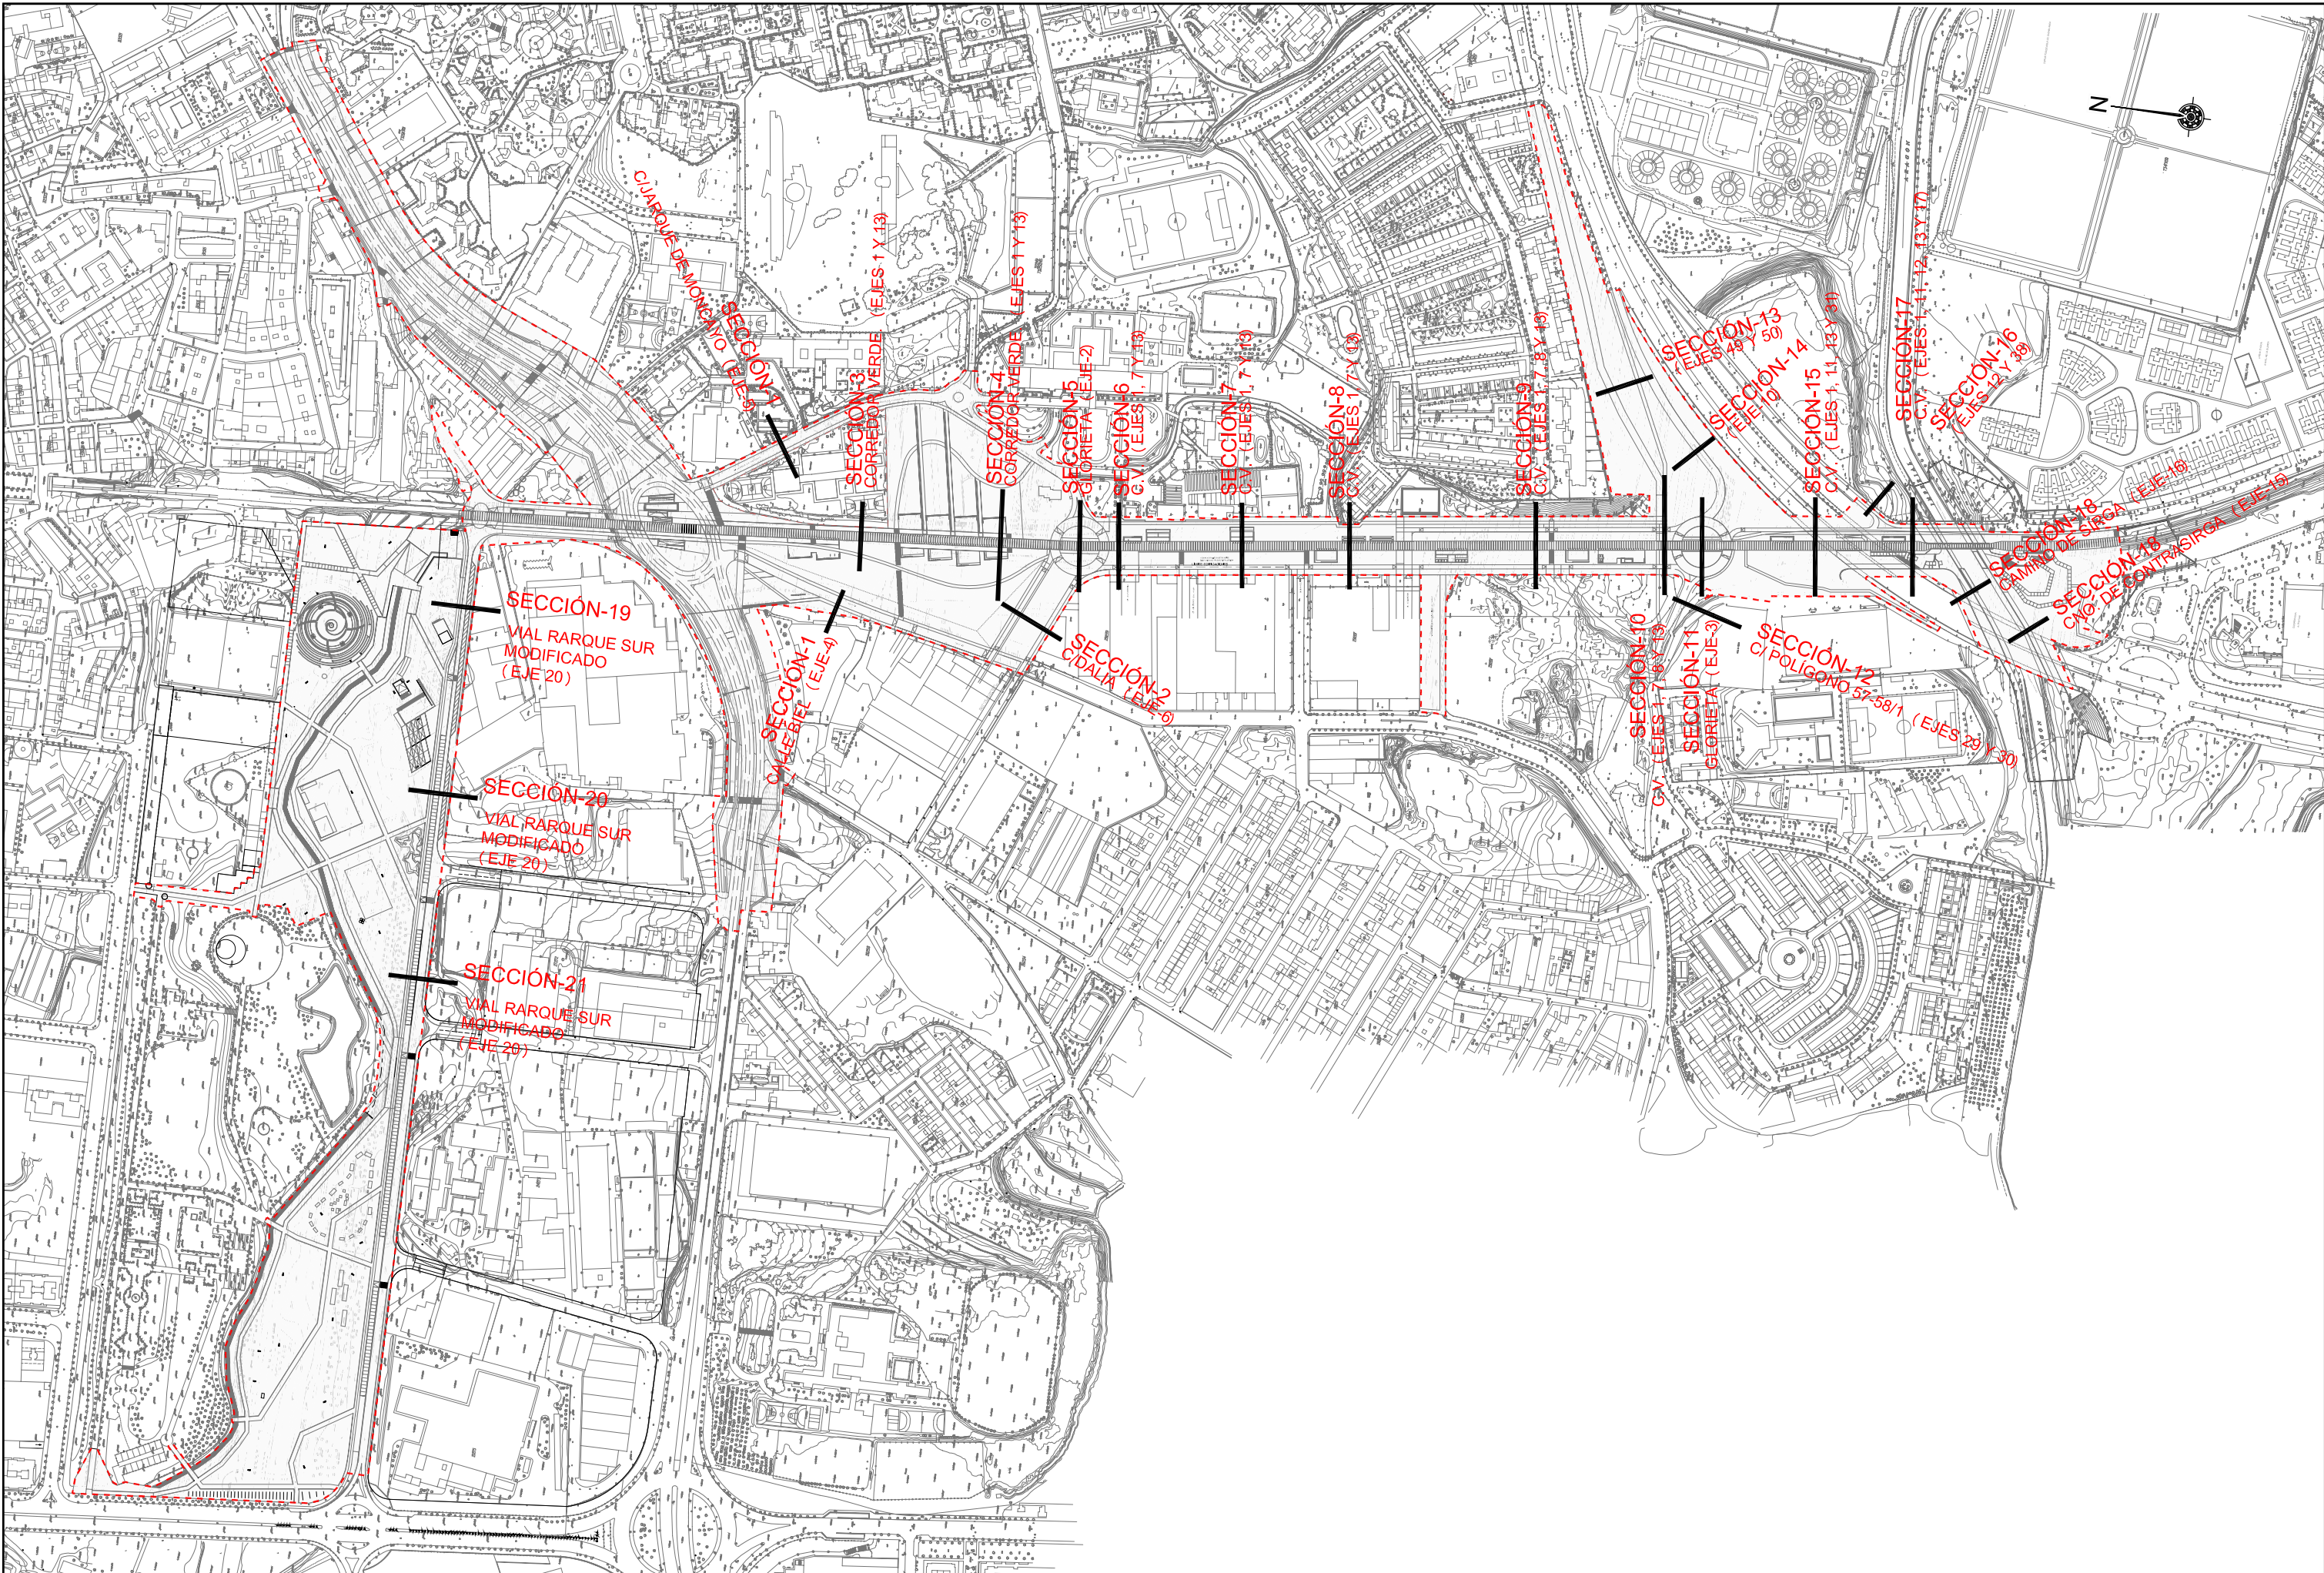 N
C/JARQUE DE MONCAYO ( EJE-5)
SECCIÓN-1
SECCIÓN-3
CORREDOR VERDE ( EJES 1 Y 13)
SECCIÓN-4
CORREDOR VERDE ( EJES 1 Y 13)
SECCIÓN-5
GLORIETA ( EJE-2)
SECCIÓN-6
C.V. ( EJES 1, 7 Y 13)
SECCIÓN-7
C.V. ( EJES 1, 7 Y 13)
SECCIÓN-8
C.V. ( EJES 1, 7 Y 13)
SECCIÓN-9
C.V. ( EJES 1, 7,8 Y 13)
SECCIÓN-13
( EJES 49 Y 50)
SECCIÓN-14
( EJE-10)
SECCIÓN-15
C.V. ( EJES 1, 11, 43 Y 31)
SECCIÓN-17
C.V. ( EJES 1, 11, 12, 13 Y 17)
SECCIÓN-16
( EJES 12 Y 38)
SECCIÓN-18
CAMINO DE SIRGA ( EJE-16)
SECCIÓN-18
CNO. DE CONTRASIRGA ( EJE-15)
SECCIÓN-19
VIAL RARQUE SUR
MODIFICADO
( EJE 20 )
SECCIÓN-1
CALLE BIEL ( EJE-4)
SECCIÓN-2
C/DALIA ( EJE-6)
SECCIÓN-10
C.V. ( EJES 1, 7, 8 Y 13)
SECCIÓN-11
GLORIETA ( EJE-3)
SECCIÓN-12
C/ POLÍGONO 57-58/1 ( EJES 29 Y 30)
SECCIÓN-20
VIAL RARQUE SUR
MODIFICADO
( EJE 20 )
SECCIÓN-21
VIAL RARQUE SUR
MODIFICADO
( EJE 20 )